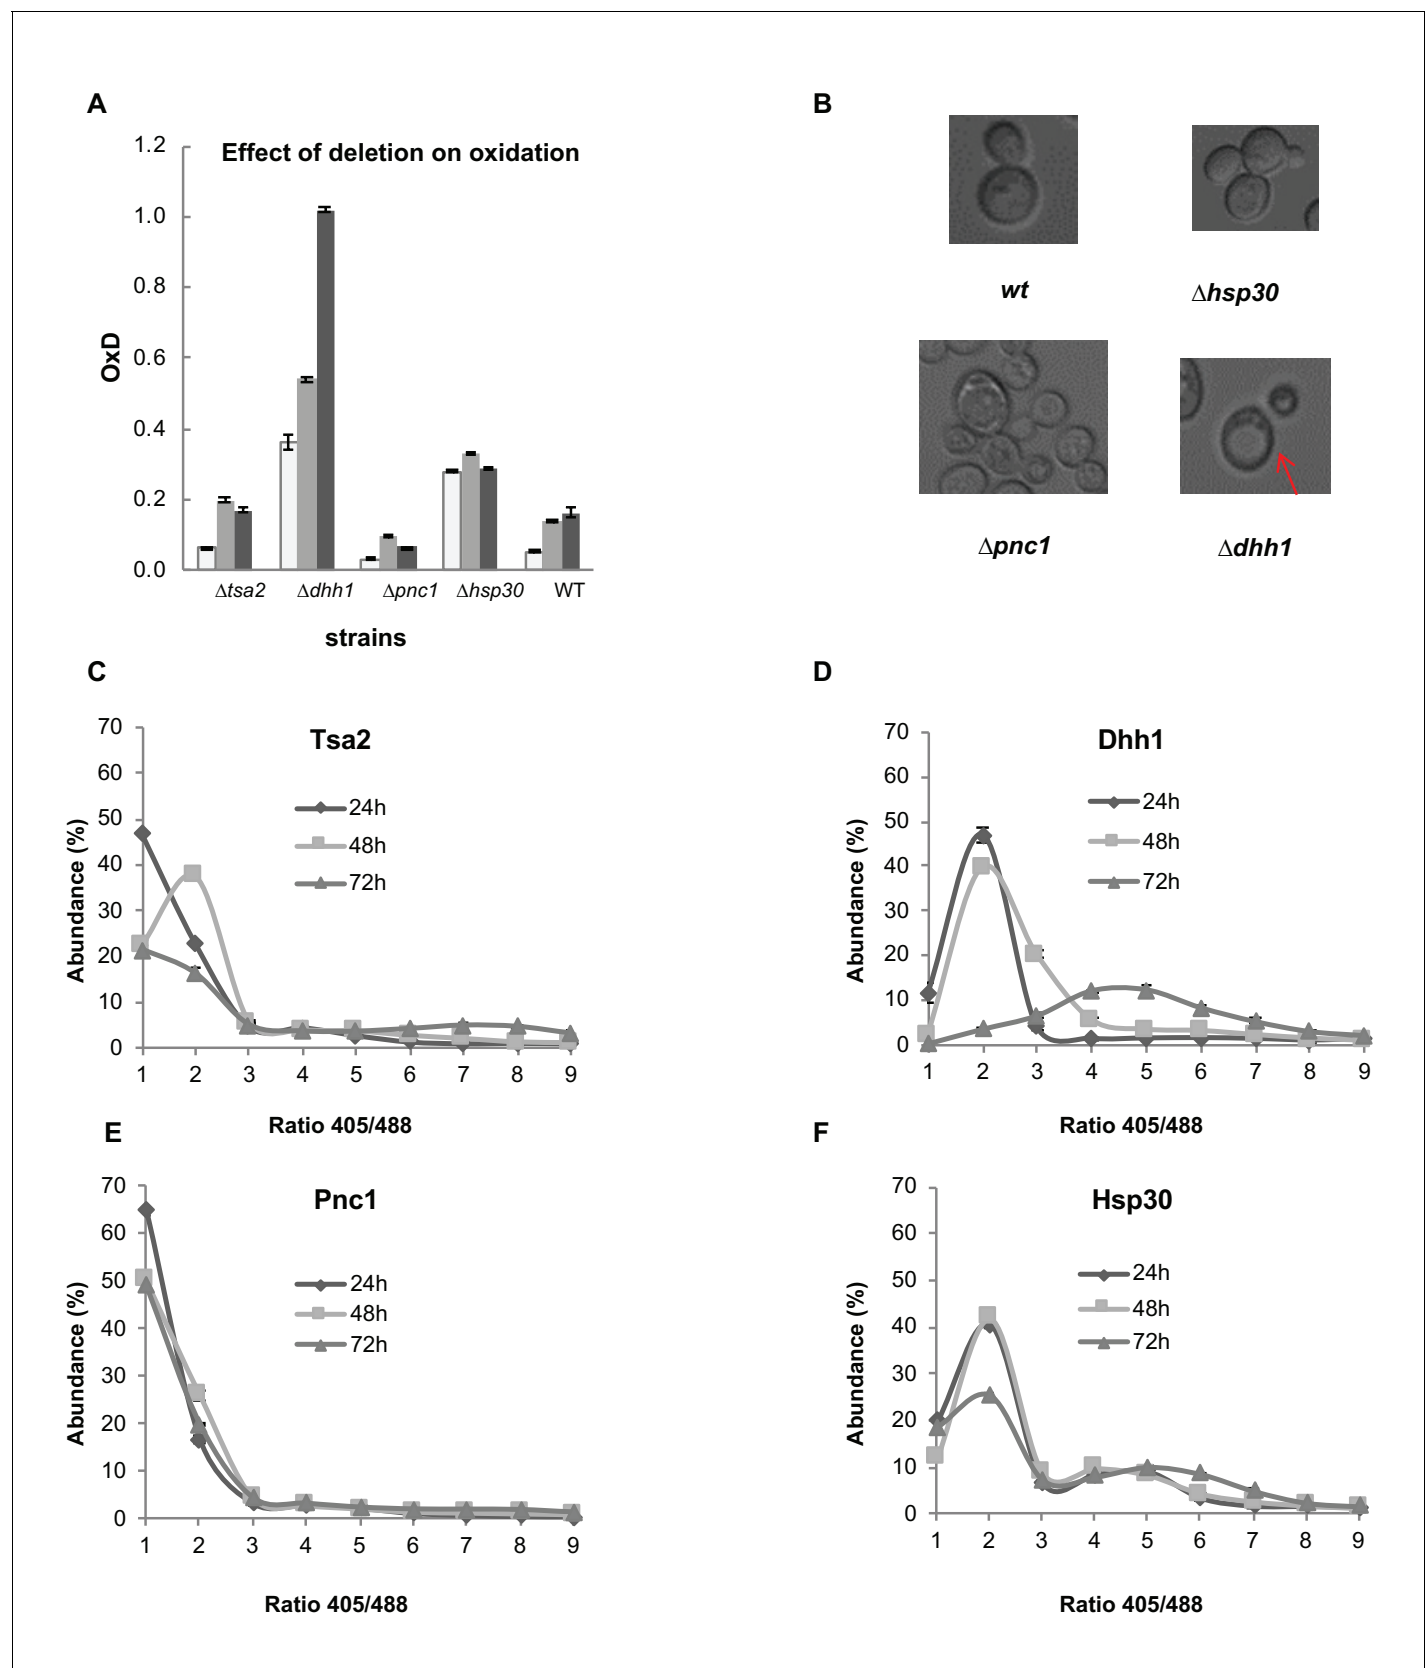 A
B
Effect of deletion on oxidation
1.2
1.0
0.8
0.6
0.4
0.2
0.0
OxD
Δtsa2 Δdhh1 Δpnc1 Δhsp30 WT
strains
wt
Δhsp30
Δpnc1
Δdhh1
C
Tsa2
70
60
50
40
30
20
10
0
Abundance (%)
24h
48h
72h
1 2 3 4 5 6 7 8 9
Ratio 405/488
D
Dhh1
70
60
50
40
30
20
10
0
Abundance (%)
24h
48h
72h
1 2 3 4 5 6 7 8 9
Ratio 405/488
E
Pnc1
70
60
50
40
30
20
10
0
Abundance (%)
24h
48h
72h
1 2 3 4 5 6 7 8 9
Ratio 405/488
F
Hsp30
70
60
50
40
30
20
10
0
Abundance (%)
24h
48h
72h
1 2 3 4 5 6 7 8 9
Ratio 405/488